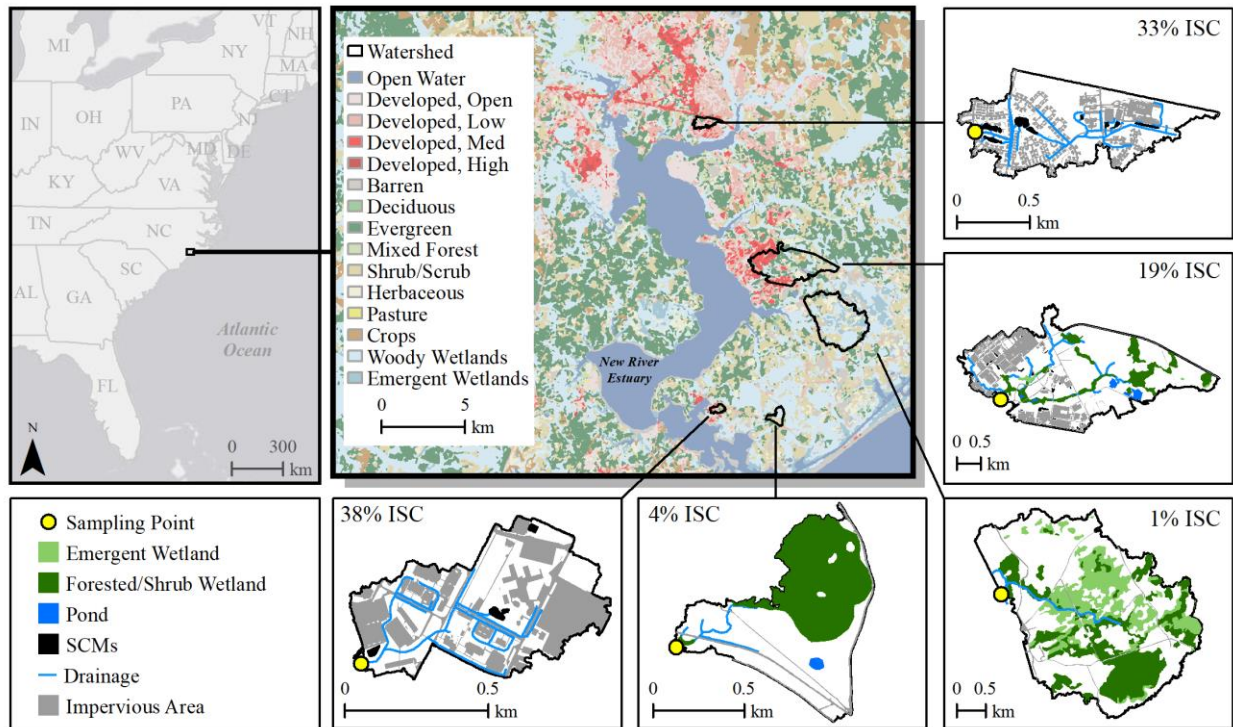 MI
VT
NH
NY
MA
CT
PA
NJ
IN
OH
MD
DE
WV
KY
VA
TN
NC
SC
AL
GA
FL
Atlantic
Ocean
N
0 300
km
Watershed
Open Water
Developed, Open
Developed, Low
Developed, Med
Developed, High
Barren
Deciduous
Evergreen
Mixed Forest
Shrub/Scrub
Herbaceous
Pasture
Crops
Woody Wetlands
Emergent Wetlands
0 5
km
New River
Estuary
33% ISC
0 0.5
km
19% ISC
0 0.5
km
Sampling Point
Emergent Wetland
Forested/Shrub Wetland
Pond
SCMs
Drainage
Impervious Area
38% ISC
0 0.5
km
4% ISC
0 0.5
km
1% ISC
0 0.5
km